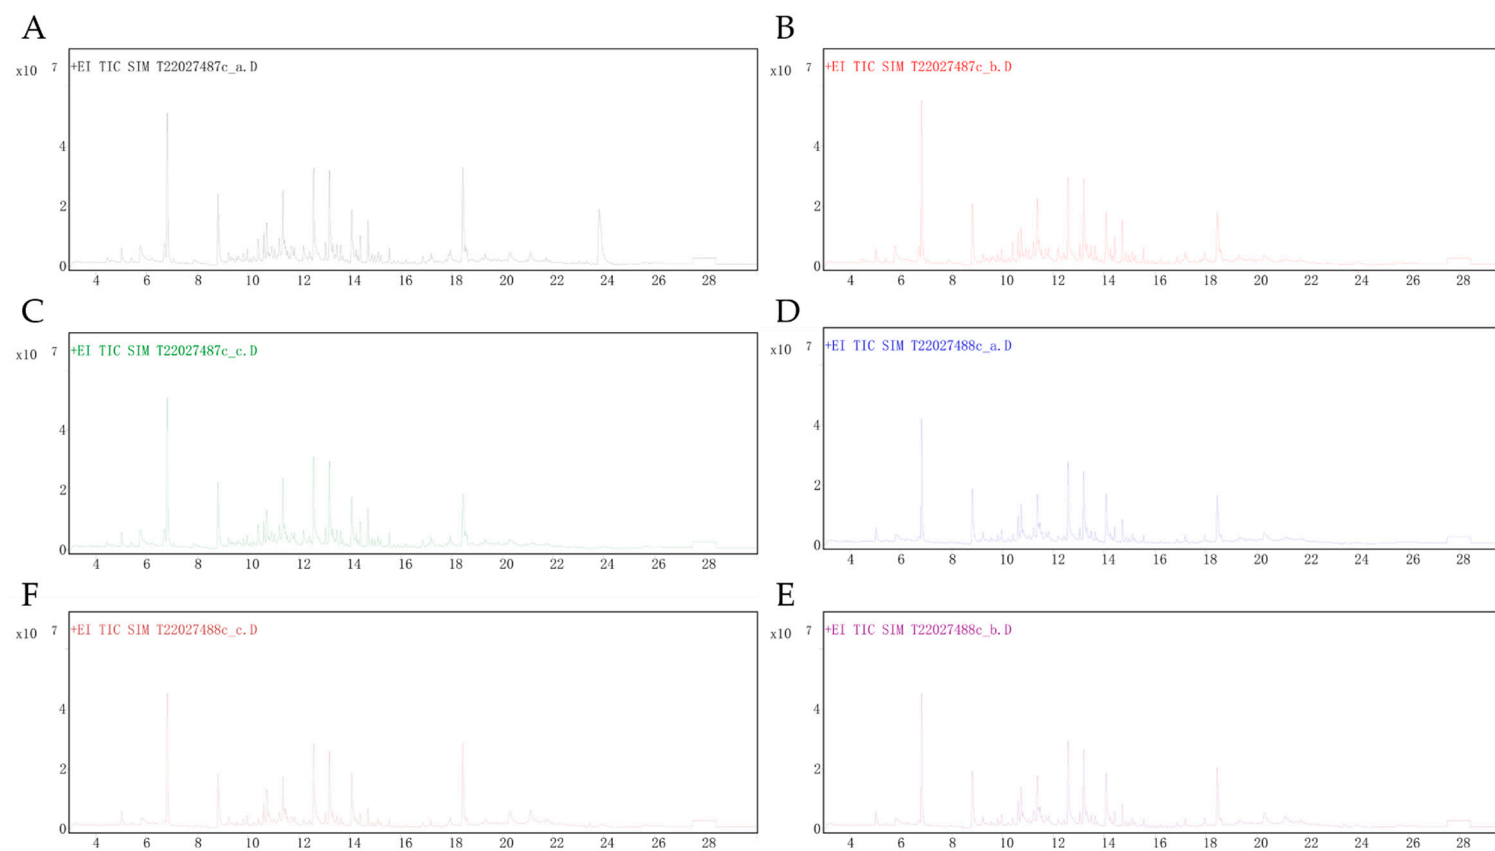 A
x10 7 +EI TIC SIM T22027487c_a.D
4
2
0
4 6 8 10 12 14 16 18 20 22 24 26 28
B
x10 7 +EI TIC SIM T22027487c_b.D
4
2
0
4 6 8 10 12 14 16 18 20 22 24 26 28
C
x10 7 +EI TIC SIM T22027487c_c.D
4
2
0
4 6 8 10 12 14 16 18 20 22 24 26 28
D
x10 7 +EI TIC SIM T22027488c_a.D
4
2
0
4 6 8 10 12 14 16 18 20 22 24 26 28
F
x10 7 +EI TIC SIM T22027488c_c.D
4
2
0
4 6 8 10 12 14 16 18 20 22 24 26 28
E
x10 7 +EI TIC SIM T22027488c_b.D
4
2
0
4 6 8 10 12 14 16 18 20 22 24 26 28